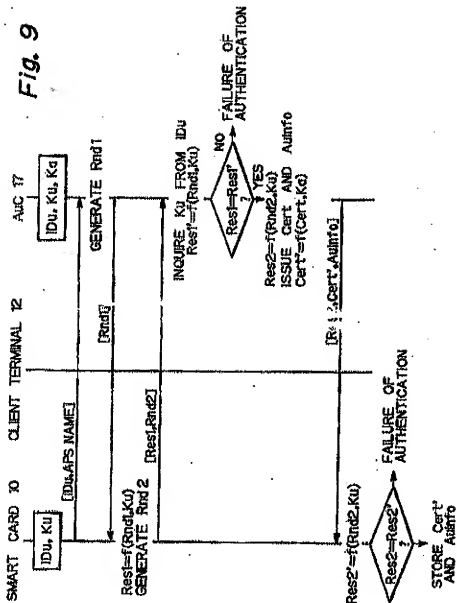 Fig. 9
SMART CARD 10
CLIENT TERMINAL 12
AuC 17
IDu, Ku
IDu, Ku, Ka
[IDu,APS NAME]
GENERATE Rnd1
[Rnd1]
Res1=f(Rnd1,Ku)
GENERATE Rnd2
[Res1,Rnd2]
INQUIRE Ku FROM IDu
Res1'=f(Rnd1,Ku)
Res1=Res1'
?
NO
FAILURE OF
AUTHENTICATION
YES
Res2=f(Rnd2,Ku)
ISSUE Cert AND AuInfo
Cert'=f(Cert,Ka)
Cert',AuInfo]
Res2'=f(Rnd2,Ku)
Res2=Res2'
?
FAILURE OF
AUTHENTICATION
STORE Cert'
AND AuInfo